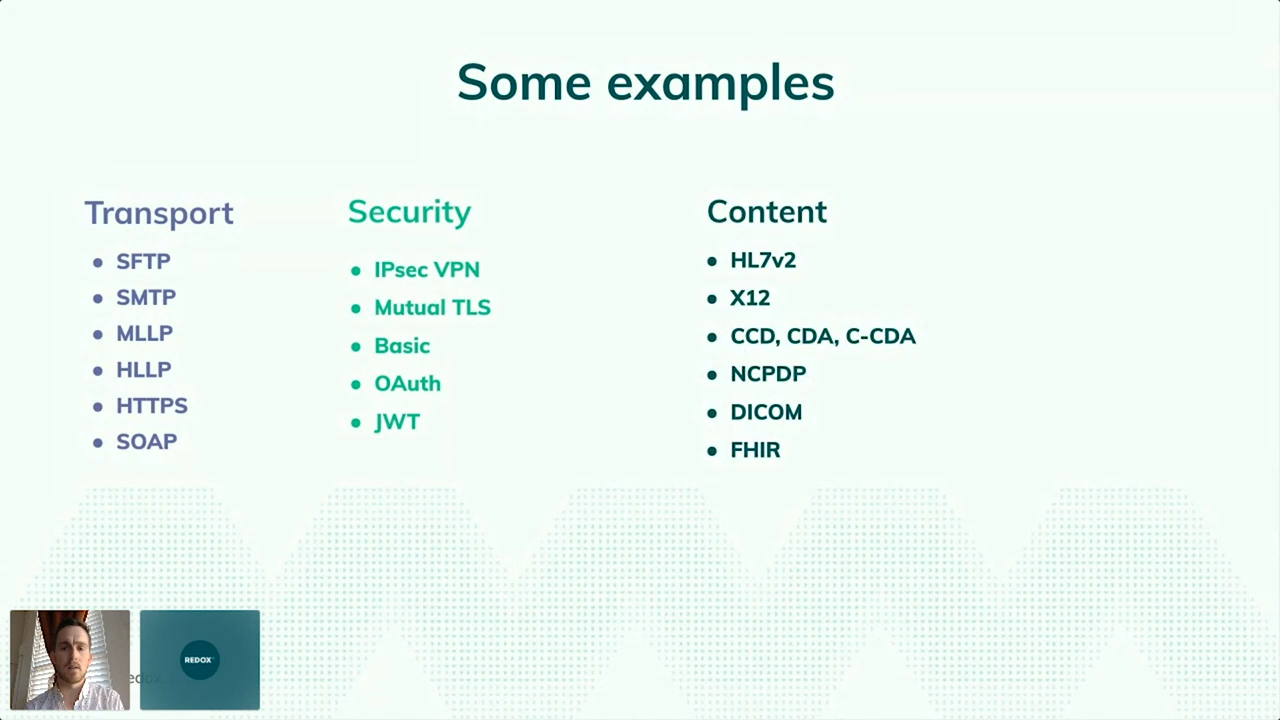 Some examples
Transport
• SFTP
• SMTP
• MLLP
• HLLP
• HTTPS
• SOAP
Security
• IPsec VPN
• Mutual TLS
• Basic
• OAuth
• JWT
Content
• HL7v2
• X12
• CCD, CDA, C-CDA
• NCPDP
• DICOM
• FHIR
REDOX